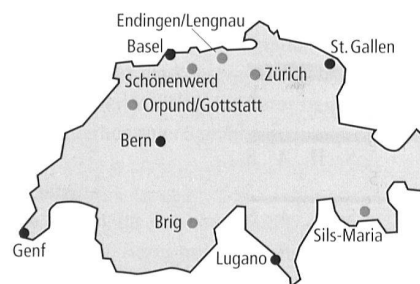 Endingen/Lengnau
Basel
St. Gallen
Schönenwerd
Zürich
Orpund/Gottstatt
Bern
Brig
Sils-Maria
Genf
Lugano